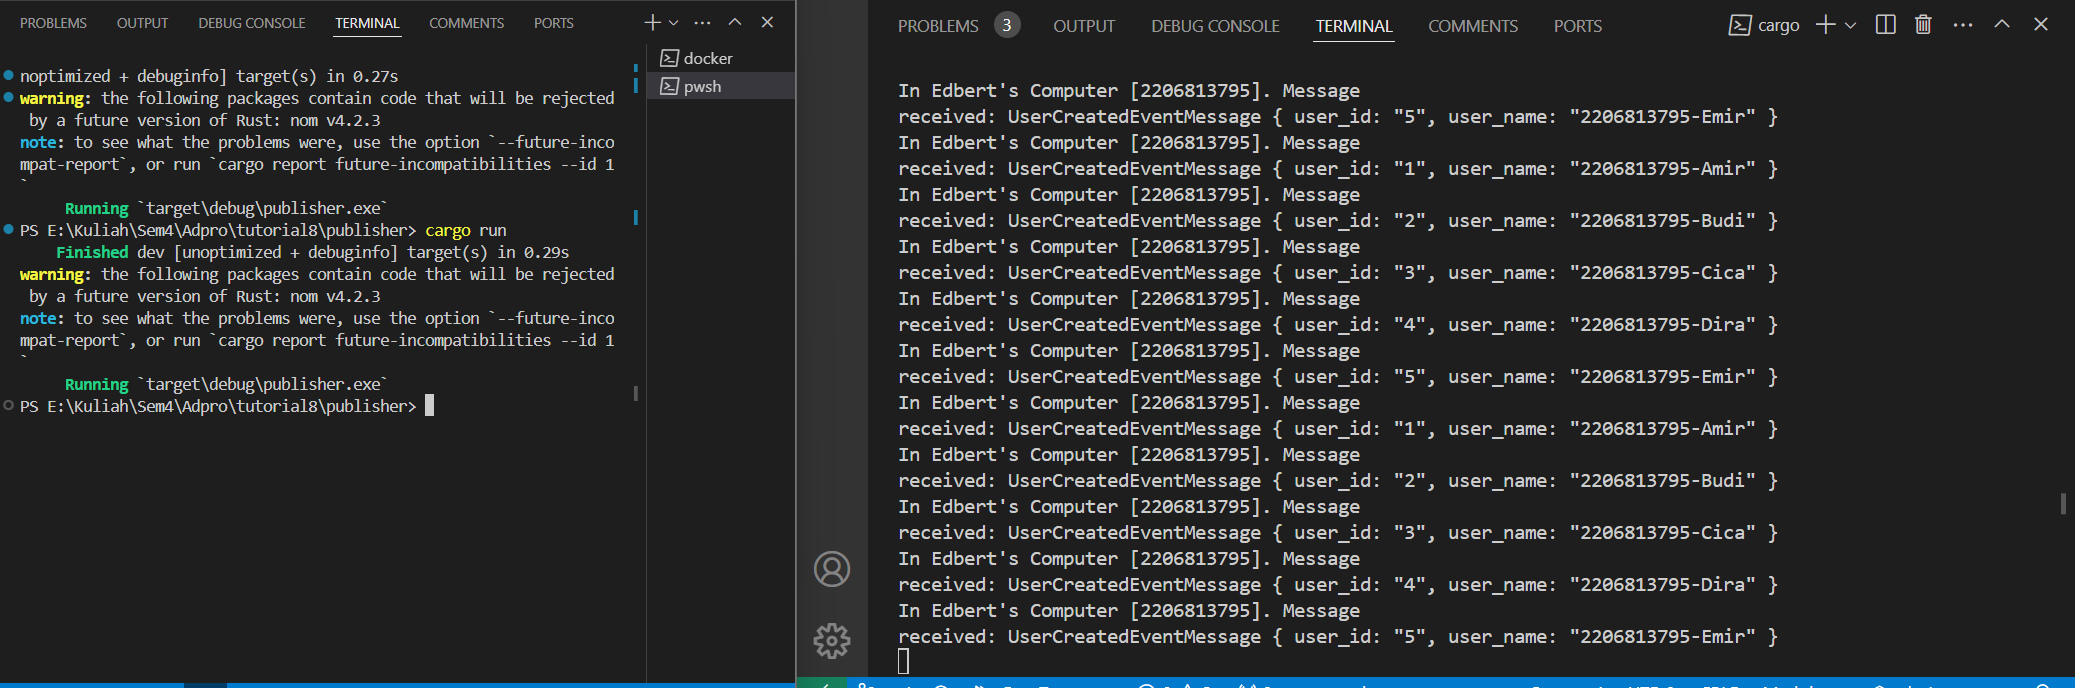 PROBLEMS OUTPUT DEBUG CONSOLE TERMINAL COMMENTS PORTS
noptimized + debuginfo] target(s) in 0.27s
warning: the following packages contain code that will be rejected
by a future version of Rust: nom v4.2.3
note: to see what the problems were, use the option `--future-inco
mpat-report`, or run `cargo report future-incompatibilities --id 1
`
Running `target\debug\publisher.exe`
PS E:\Kuliah\Sem4\Adpro\tutorial8\publisher> cargo run
Finished dev [unoptimized + debuginfo] target(s) in 0.29s
warning: the following packages contain code that will be rejected
by a future version of Rust: nom v4.2.3
note: to see what the problems were, use the option `--future-inco
mpat-report`, or run `cargo report future-incompatibilities --id 1
`
Running `target\debug\publisher.exe`
PS E:\Kuliah\Sem4\Adpro\tutorial8\publisher>
docker
pwsh
PROBLEMS 3 OUTPUT DEBUG CONSOLE TERMINAL COMMENTS PORTS cargo
In Edbert's Computer [2206813795]. Message
received: UserCreatedEventMessage { user_id: "5", user_name: "2206813795-Emir" }
In Edbert's Computer [2206813795]. Message
received: UserCreatedEventMessage { user_id: "1", user_name: "2206813795-Amir" }
In Edbert's Computer [2206813795]. Message
received: UserCreatedEventMessage { user_id: "2", user_name: "2206813795-Budi" }
In Edbert's Computer [2206813795]. Message
received: UserCreatedEventMessage { user_id: "3", user_name: "2206813795-Cica" }
In Edbert's Computer [2206813795]. Message
received: UserCreatedEventMessage { user_id: "4", user_name: "2206813795-Dira" }
In Edbert's Computer [2206813795]. Message
received: UserCreatedEventMessage { user_id: "5", user_name: "2206813795-Emir" }
In Edbert's Computer [2206813795]. Message
received: UserCreatedEventMessage { user_id: "1", user_name: "2206813795-Amir" }
In Edbert's Computer [2206813795]. Message
received: UserCreatedEventMessage { user_id: "2", user_name: "2206813795-Budi" }
In Edbert's Computer [2206813795]. Message
received: UserCreatedEventMessage { user_id: "3", user_name: "2206813795-Cica" }
In Edbert's Computer [2206813795]. Message
received: UserCreatedEventMessage { user_id: "4", user_name: "2206813795-Dira" }
In Edbert's Computer [2206813795]. Message
received: UserCreatedEventMessage { user_id: "5", user_name: "2206813795-Emir" }